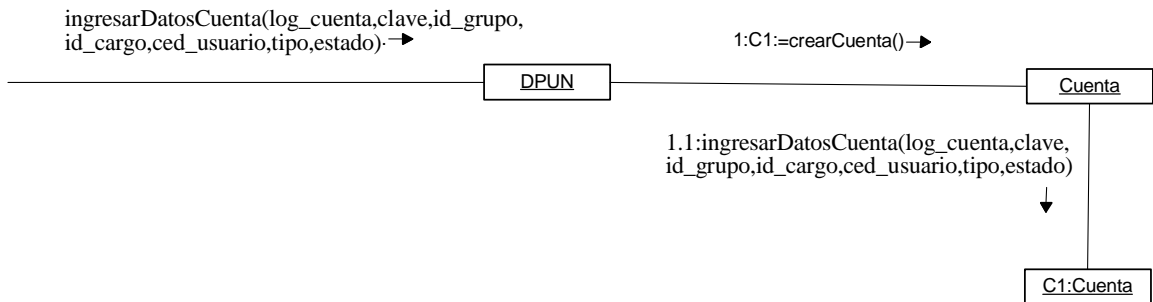 ingresarDatosCuenta(log_cuenta,clave,id_grupo,
id_cargo,ced_usuario,tipo,estado)
1:C1:=crearCuenta()
DPUN
Cuenta
1.1:ingresarDatosCuenta(log_cuenta,clave,
id_grupo,id_cargo,ced_usuario,tipo,estado)
C1:Cuenta